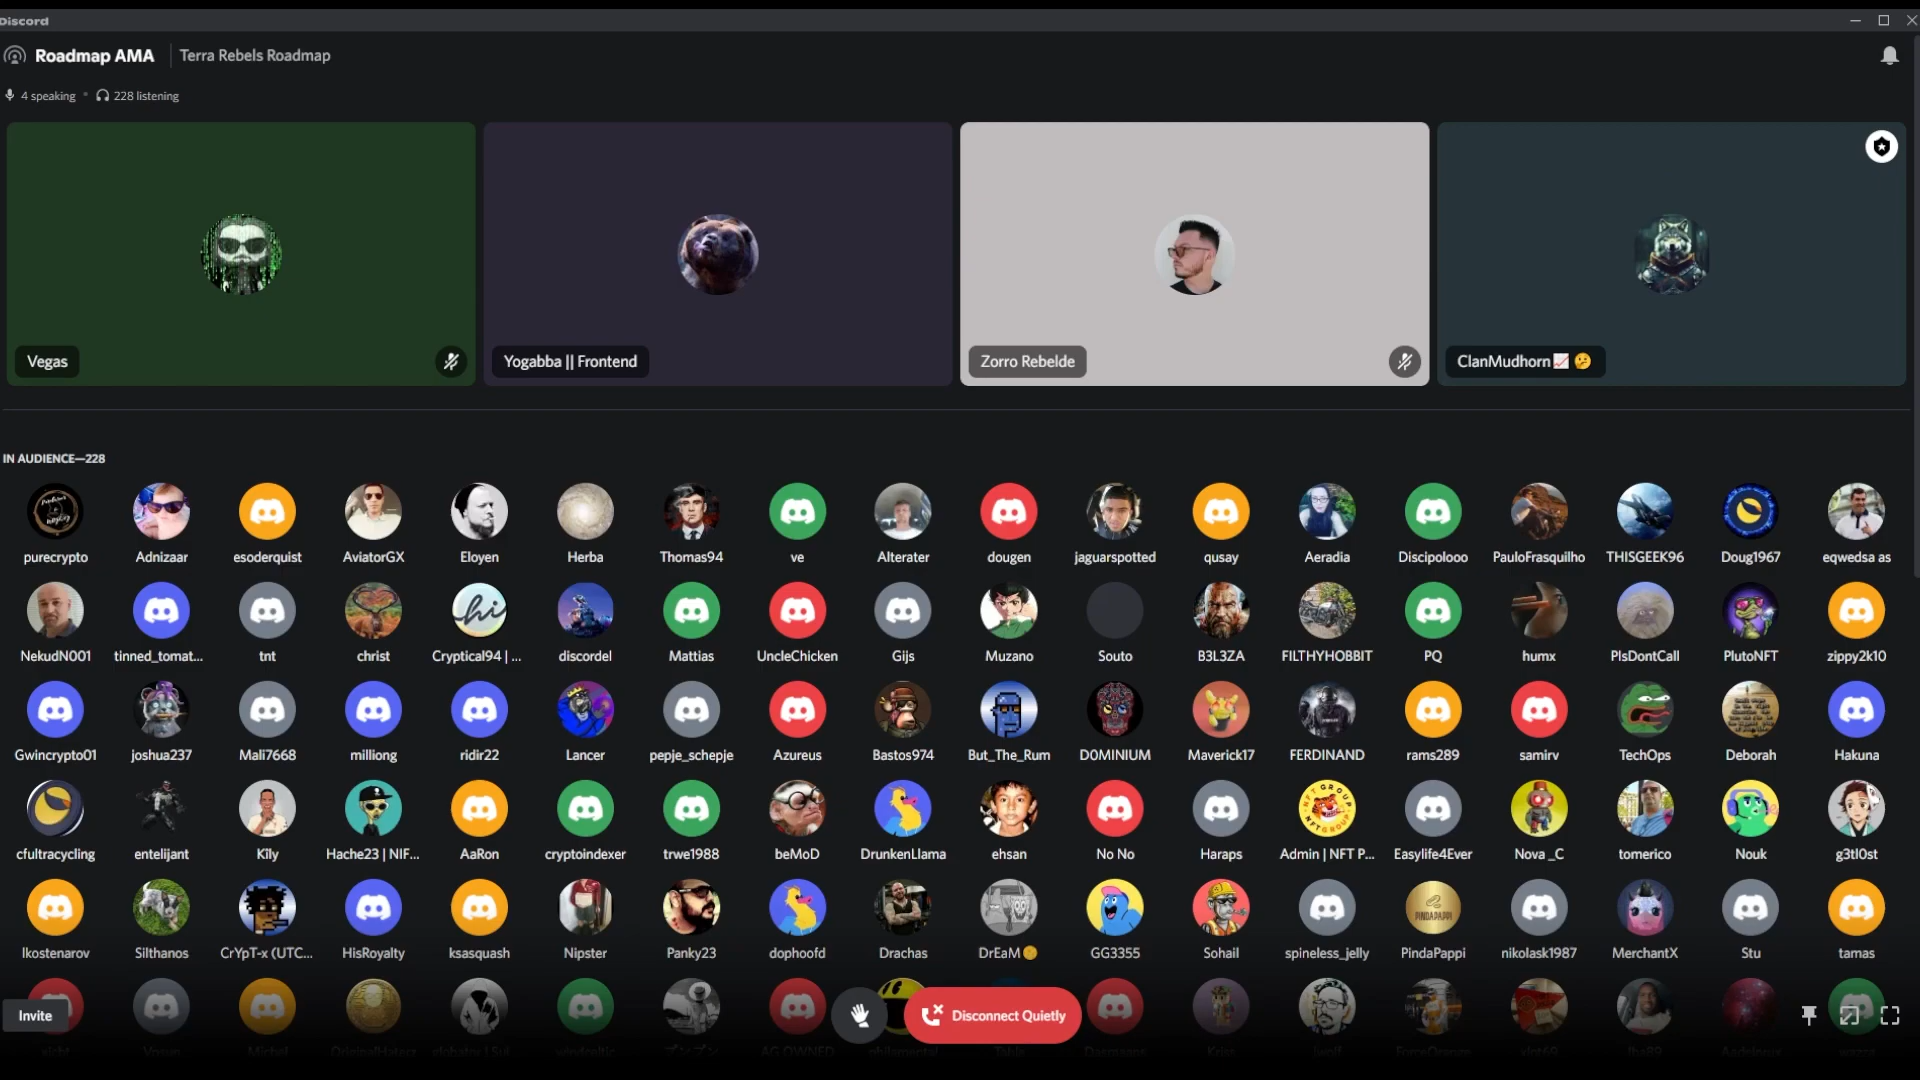 Discord
Roadmap AMA Terra Rebels Roadmap
4 speaking • 228 listening
Vegas Yogabba || Frontend Zorro Rebelde ClanMudhorn📈 🤔
IN AUDIENCE—228
purecrypto Adnizaar esoderquist AviatorGX Eloyen Herba Thomas94 ve Alterater dougen jaguarspotted qusay Aeradia Discipolooo PauloFrasquilho THISGEEK96 Doug1967 eqwedsa as
NekudN001 tinned_tomat... tnt christ Cryptical94 | ... discordel Mattias UncleChicken Gijs Muzano Souto B3L3ZA FILTHYHOBBIT PQ humx PlsDontCall PlutoNFT zippy2k10
Gwincrypto01 joshua237 Mali7668 milliong ridir22 Lancer pepje_schepje Azureus Bastos974 But_The_Rum D0MINIUM Maverick17 FERDINAND rams289 samirv TechOps Deborah Hakuna
cfultracycling entelijant Kily Hache23 | NIF... AaRon cryptoindexer trwe1988 beMoD DrunkenLlama ehsan No No Haraps Admin | NFT P... Easylife4Ever Nova _C tomerico Nouk g3tl0st
PINDAPAPPI
lkostenarov Silthanos CrYpT-x (UTC... HisRoyalty ksasquash Nipster Panky23 dophoofd Drachas DrEaM GG3355 Sohail spineless_jelly PindaPappi nikolask1987 MerchantX Stu tamas
Invite Disconnect Quietly